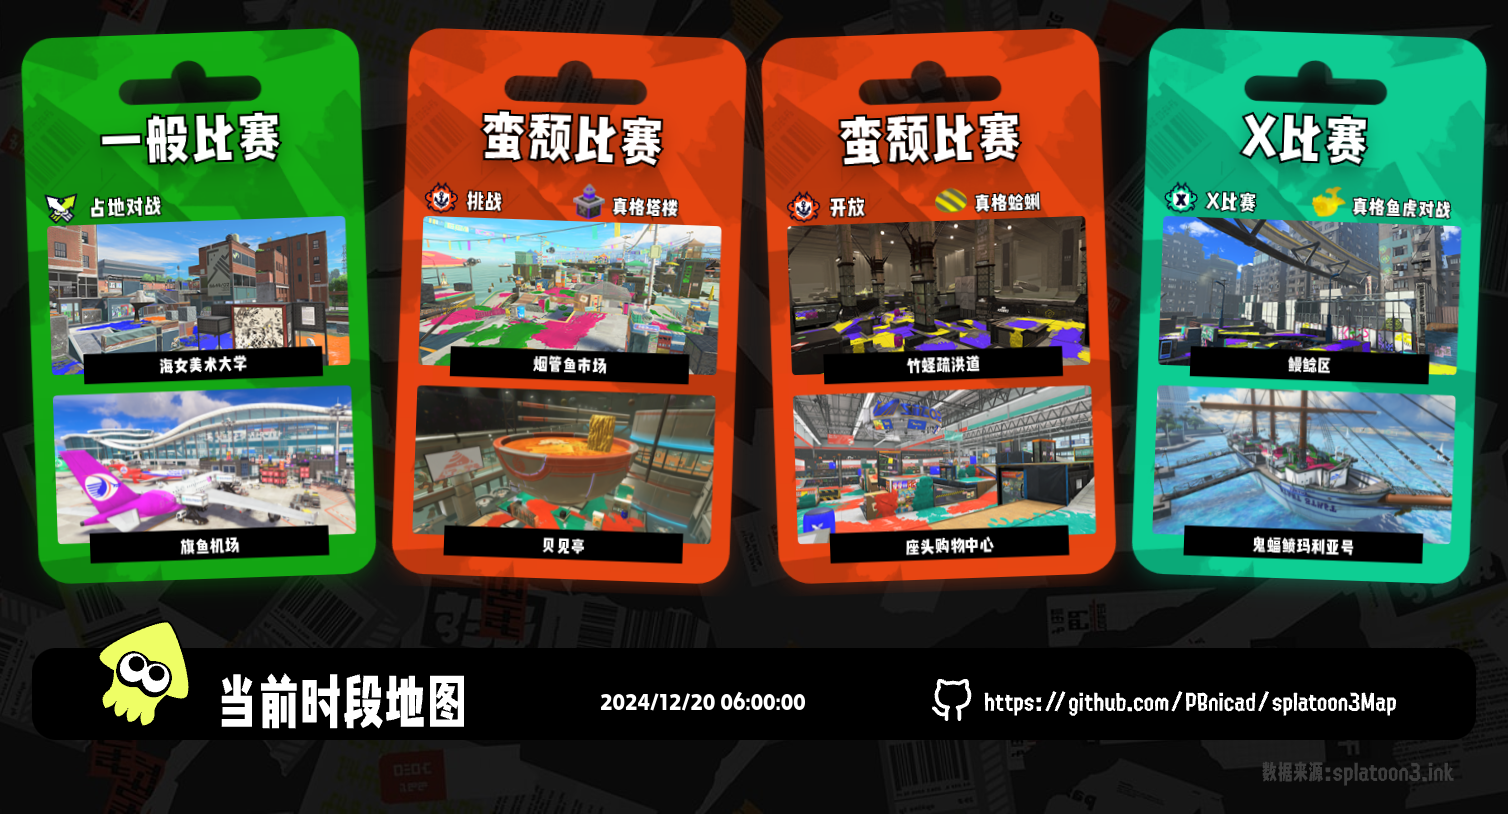 一般比赛
占地对战
海女美术大学
旗鱼机场
蛮颓比赛
挑战
真格塔楼
烟管鱼市场
贝见亭
蛮颓比赛
开放
真格蛤蜊
竹蛏疏洪道
座头购物中心
X比赛
X比赛
真格鱼虎对战
鳗鲶区
鬼蝠鲼玛利亚号
当前时段地图
2024/12/20 06:00:00
https://github.com/PBnicad/splatoon3Map
数据来源:splatoon3.ink